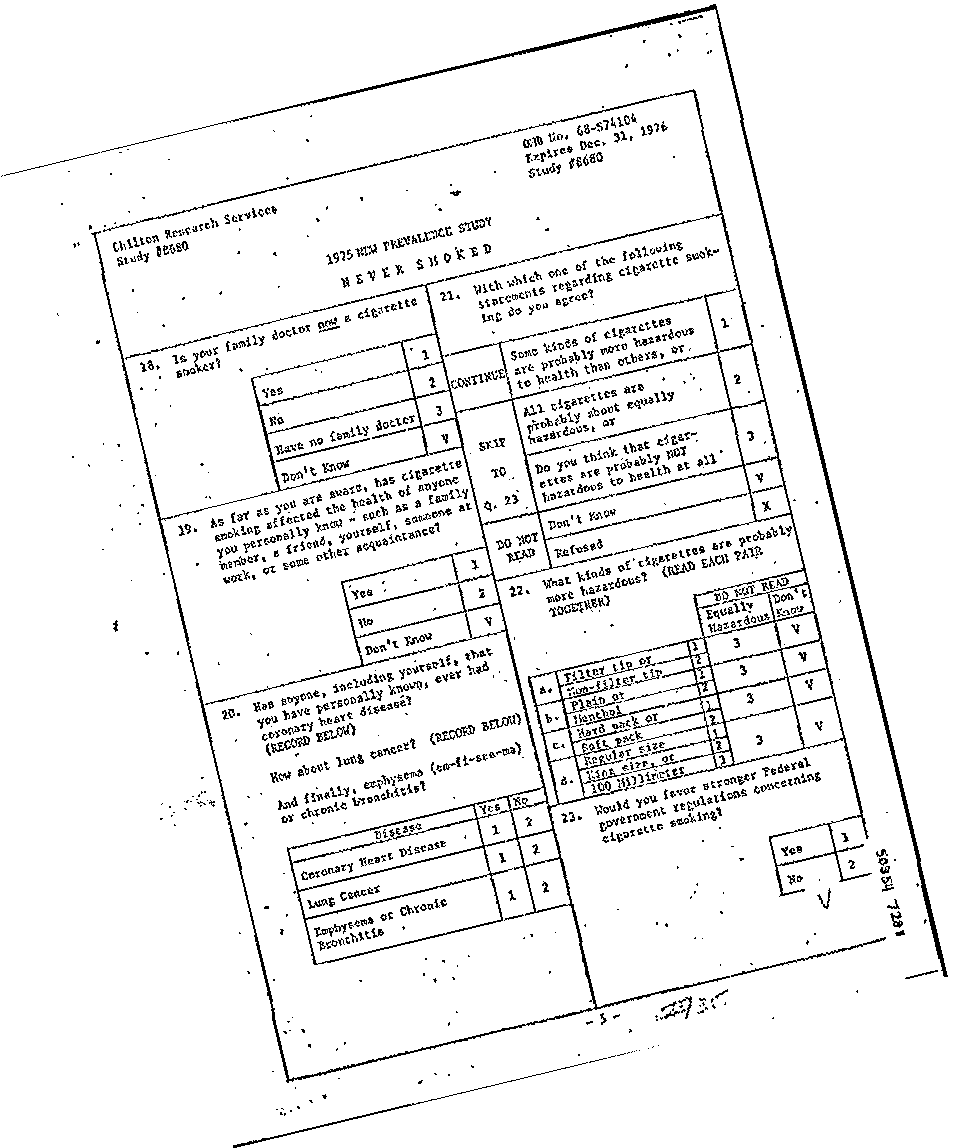 OMB No. 68-S74104
Expires Dec. 31, 1976
Study #8680
Chilton Research Services
Study #8680
1975 NEW PREVALENCE STUDY
NEVER SMOKED
18. Is your family doctor now a cigarette
smoker?
Yes 1
No 2
Have no family doctor 3
Don't Know V
19. As far as you are aware, has cigarette
smoking affected the health of anyone
you personally know - such as a family
member, a friend, yourself, someone at
work, or some other acquaintance?
Yes 1
No 2
Don't Know V
20. Has anyone, including yourself, that
you have personally known, ever had
coronary heart disease?
(RECORD BELOW)
How about lung cancer? (RECORD BELOW)
And finally, emphysema (em-fi-see-ma)
or chronic bronchitis?
Disease Yes No
Coronary Heart Disease 1 2
Lung Cancer 1 2
Emphysema or Chronic
Bronchitis 1 2
21. With which one of the following
statements regarding cigarette smok-
ing do you agree?
CONTINUE
Some kinds of cigarettes
are probably more hazardous
to health than others, or 1
SKIP
TO
Q. 23
All cigarettes are
probably about equally
hazardous, or 2
Do you think that cigar-
ettes are probably NOT
hazardous to health at all 3
DO NOT
READ
Don't Know V
Refused X
22. What kinds of cigarettes are probably
more hazardous? (READ EACH PAIR
TOGETHER)
DO NOT READ
Equally
Hazardous
Don't
Know
a. Filter tip or 1
Non-filter tip 2
3 V
b. Plain or 1
Menthol 2
3 V
c. Hard pack or 1
Soft pack 2
3 V
d. Regular size 1
King size, or 2
100 Millimeter 3
3 V
23. Would you favor stronger Federal
government regulations concerning
cigarette smoking?
Yes 1
No 2
V
50354 7281